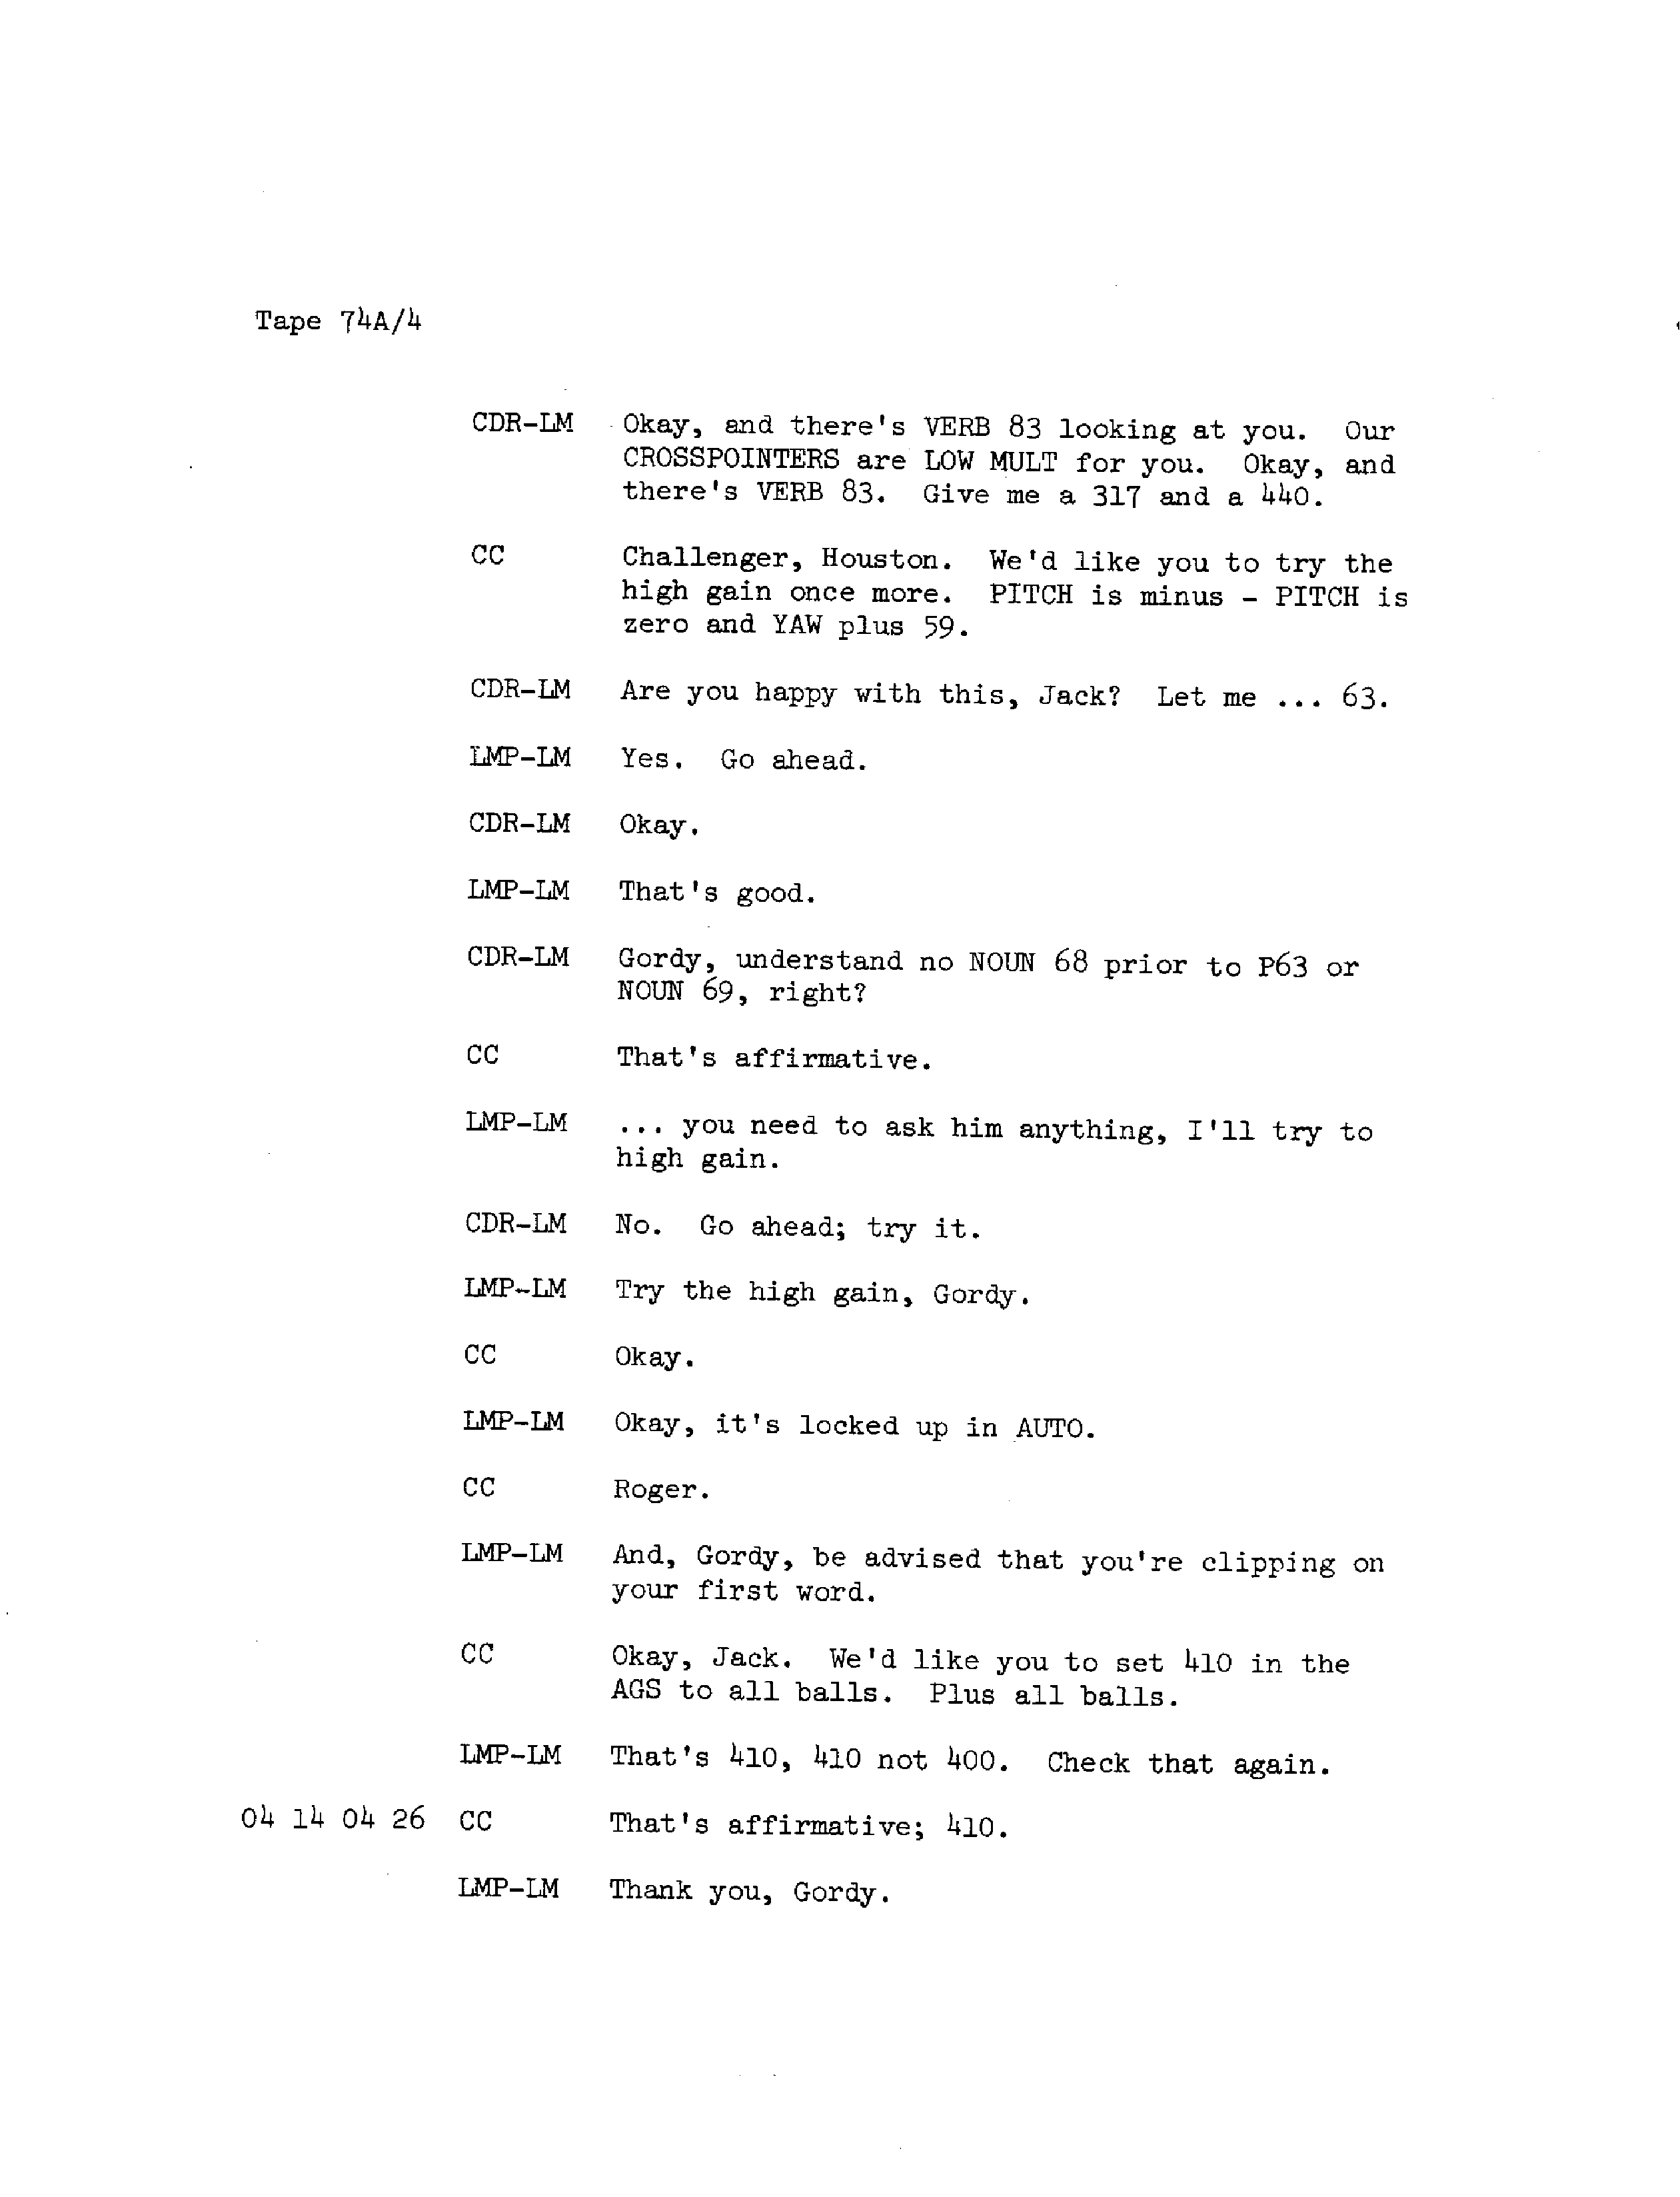 Tape 74A/4
CDR-LM Okay, and there's VERB 83 looking at you. Our
CROSSPOINTERS are LOW MULT for you. Okay, and
there's VERB 83. Give me a 317 and a 440.
CC Challenger, Houston. We'd like you to try the
high gain once more. PITCH is minus - PITCH is
zero and YAW plus 59.
CDR-LM Are you happy with this, Jack? Let me ... 63.
LMP-LM Yes. Go ahead.
CDR-LM Okay.
LMP-LM That's good.
CDR-LM Gordy, understand no NOUN 68 prior to P63 or
NOUN 69, right?
CC That's affirmative.
LMP-LM ... you need to ask him anything, I'll try to
high gain.
CDR-LM No. Go ahead; try it.
LMP-LM Try the high gain, Gordy.
CC Okay.
LMP-LM Okay, it's locked up in AUTO.
CC Roger.
LMP-LM And, Gordy, be advised that you're clipping on
your first word.
CC Okay, Jack. We'd like you to set 410 in the
AGS to all balls. Plus all balls.
LMP-LM That's 410, 410 not 400. Check that again.
04 14 04 26 CC That's affirmative; 410.
LMP-LM Thank you, Gordy.